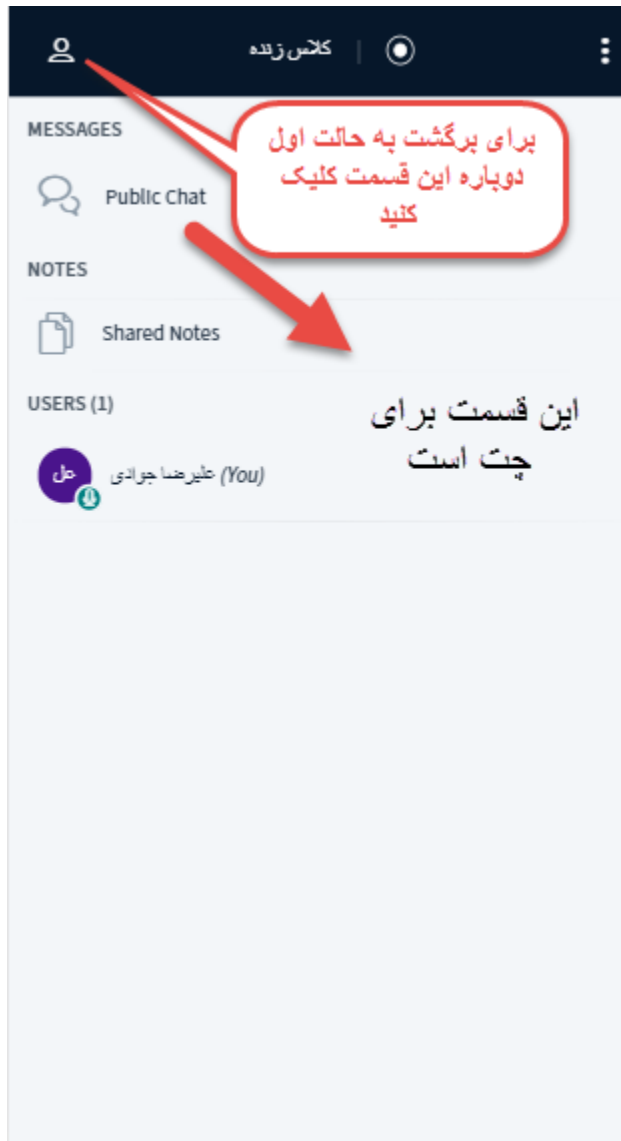 کلاس زنده
MESSAGES
برای برگشت به حالت اول
دوباره این قسمت کلیک
کنید
Public Chat
NOTES
Shared Notes
USERS (1)
این قسمت برای
چت است
عل
علیرضا جوادی (You)